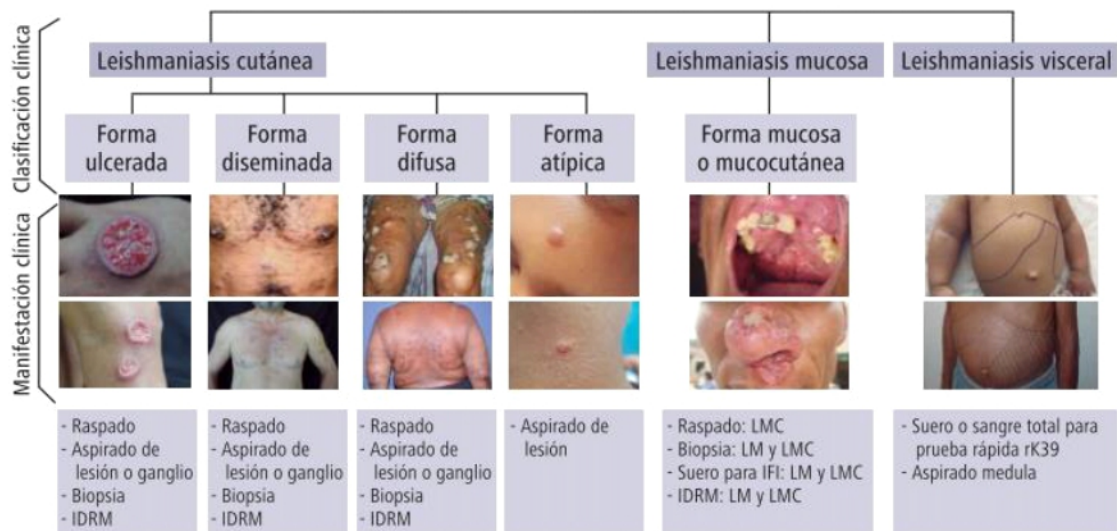 Clasificación clínica
Leishmaniasis cutánea
Leishmaniasis mucosa
Leishmaniasis visceral
Forma
ulcerada
Forma
diseminada
Forma
difusa
Forma
atípica
Forma mucosa
o mucocutánea
Manifestación clínica
- Raspado
- Aspirado de
lesión o ganglio
- Biopsia
- IDRM
- Raspado
- Aspirado de
lesión o ganglio
- Biopsia
- IDRM
- Raspado
- Aspirado de
lesión o ganglio
- Biopsia
- IDRM
- Aspirado de
lesión
- Raspado: LMC
- Biopsia: LM y LMC
- Suero para IFI: LM y LMC
- IDRM: LM y LMC
- Suero o sangre total para
prueba rápida rK39
- Aspirado medula